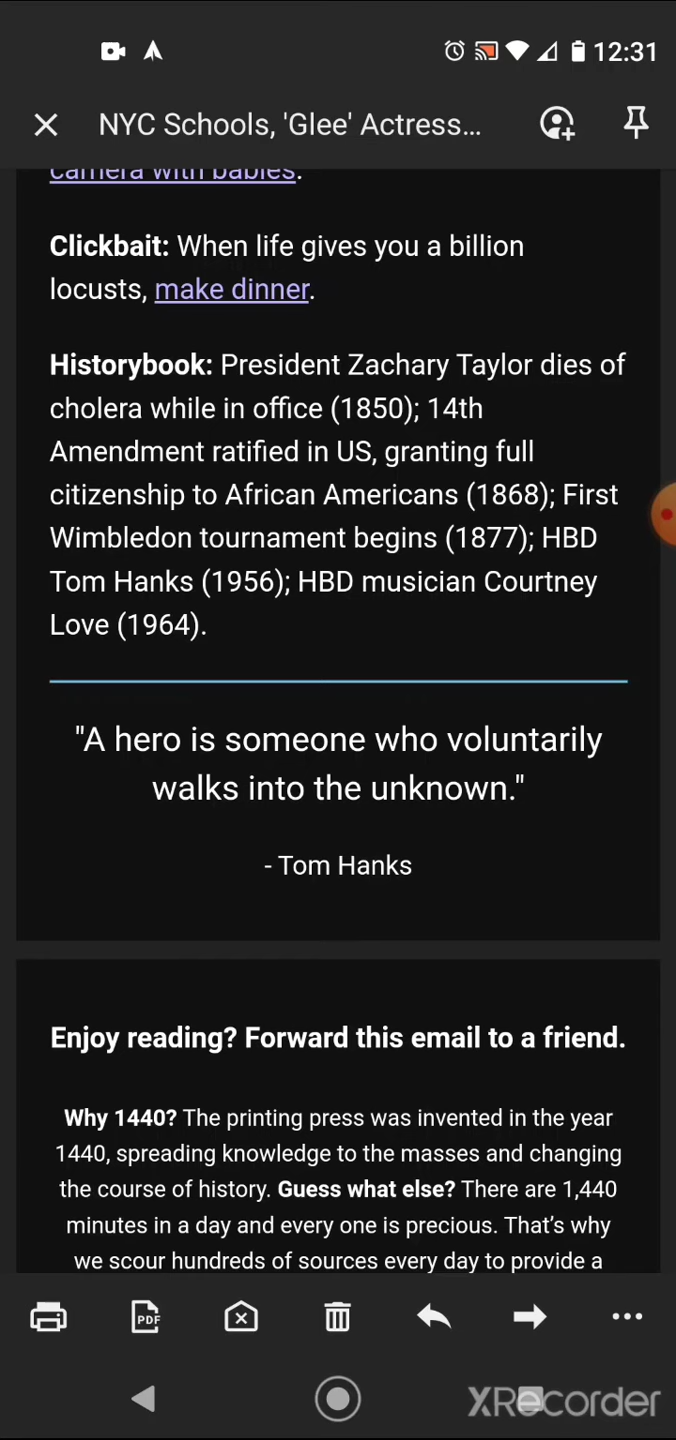 12:31
NYC Schools, 'Glee' Actress...
camera with babies.
Clickbait: When life gives you a billion
locusts, make dinner.
Historybook: President Zachary Taylor dies of
cholera while in office (1850); 14th
Amendment ratified in US, granting full
citizenship to African Americans (1868); First
Wimbledon tournament begins (1877); HBD
Tom Hanks (1956); HBD musician Courtney
Love (1964).
"A hero is someone who voluntarily
walks into the unknown."
- Tom Hanks
Enjoy reading? Forward this email to a friend.
Why 1440? The printing press was invented in the year
1440, spreading knowledge to the masses and changing
the course of history. Guess what else? There are 1,440
minutes in a day and every one is precious. That’s why
we scour hundreds of sources every day to provide a
PDF
XRecorder